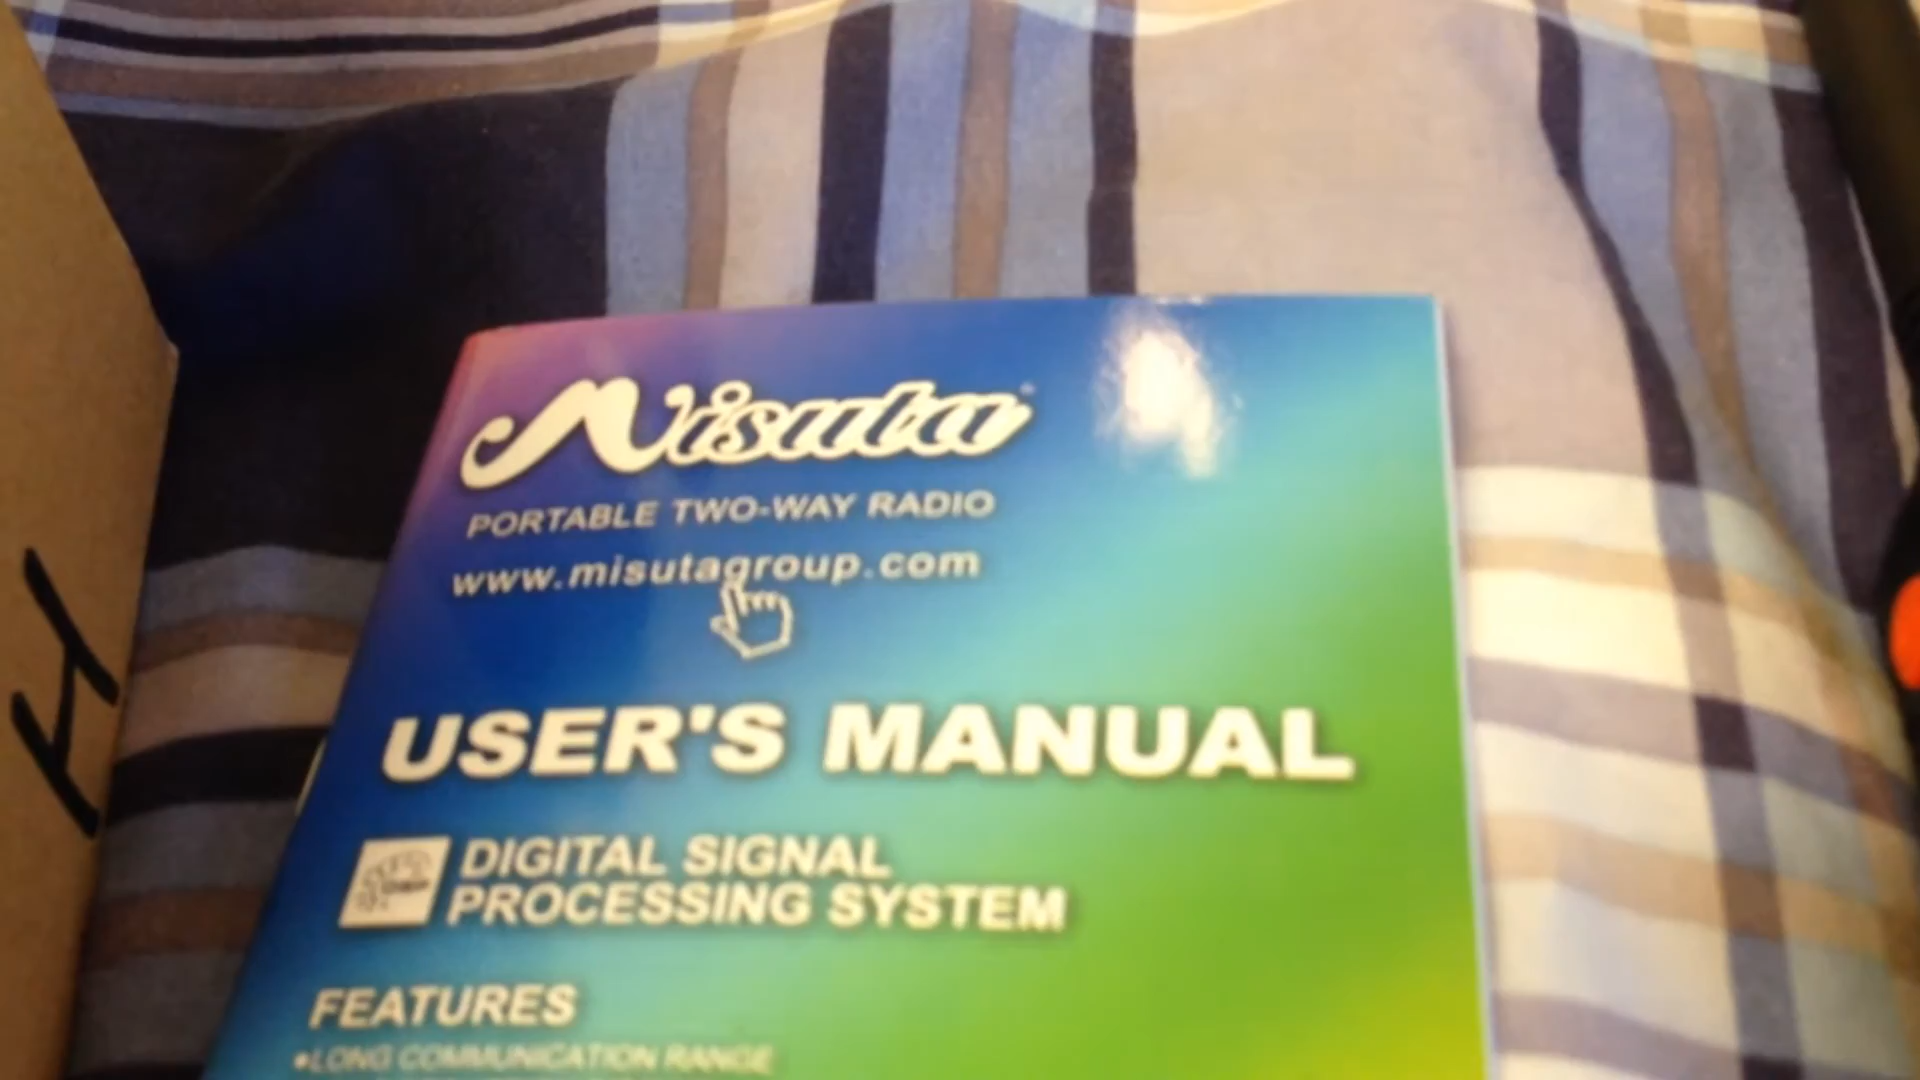 Misuta
PORTABLE TWO-WAY RADIO
www.misutagroup.com
USER'S MANUAL
DIGITAL SIGNAL
PROCESSING SYSTEM
FEATURES
•LONG COMMUNICATION RANGE
H